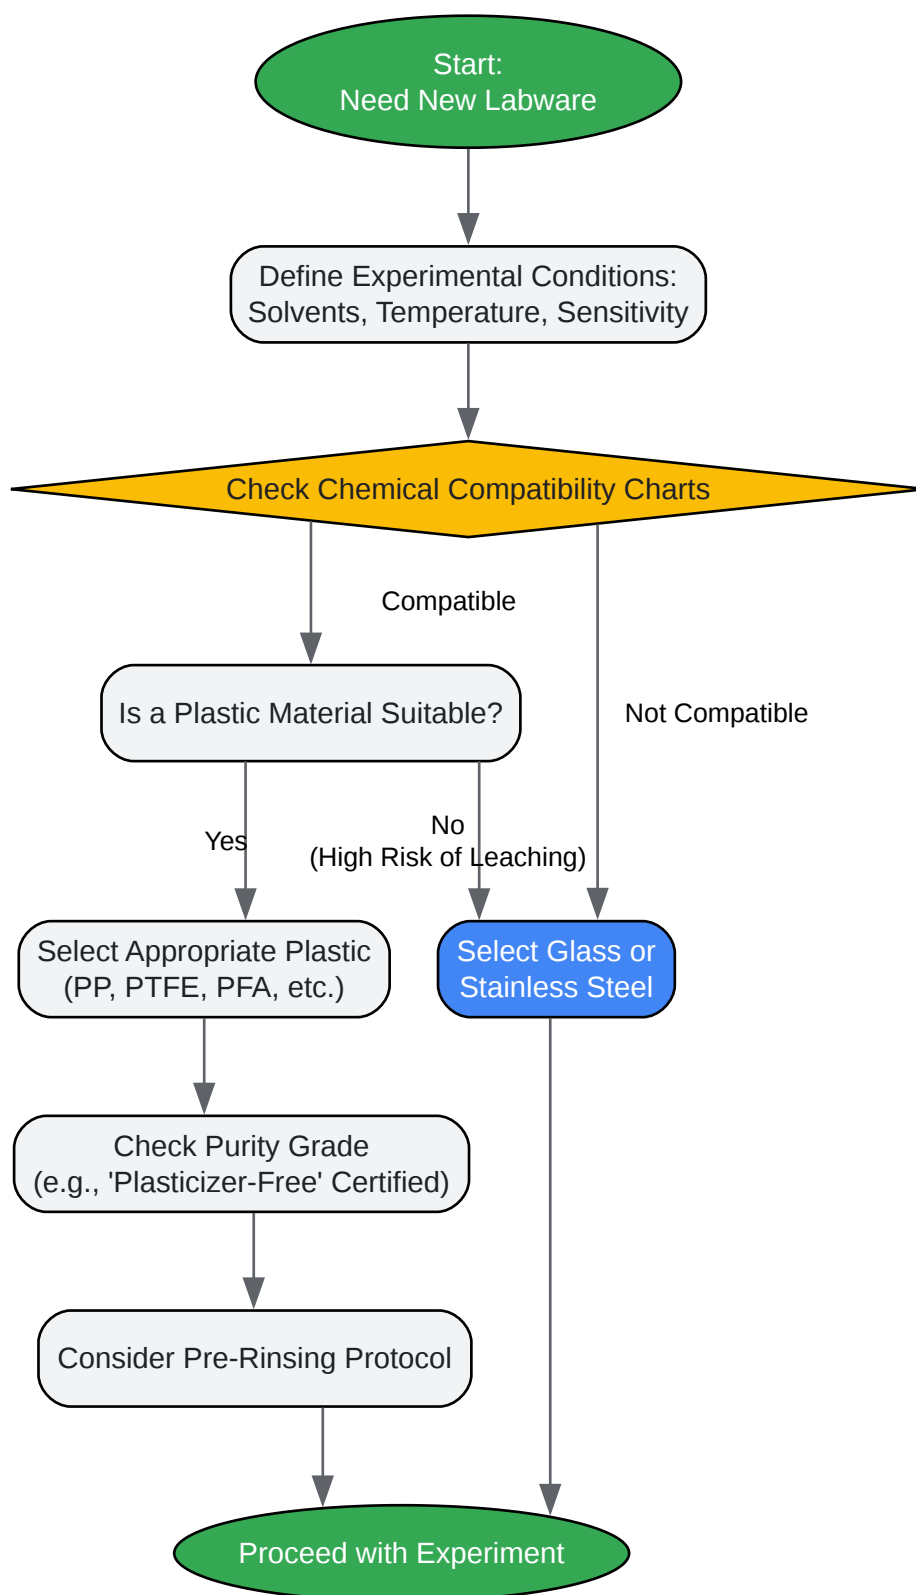 Start:
Need New Labware
Define Experimental Conditions:
Solvents, Temperature, Sensitivity
Check Chemical Compatibility Charts
Compatible
Is a Plastic Material Suitable?
Not Compatible
Yes
No
(High Risk of Leaching)
Select Appropriate Plastic
(PP, PTFE, PFA, etc.)
Select Glass or
Stainless Steel
Check Purity Grade
(e.g., 'Plasticizer-Free' Certified)
Consider Pre-Rinsing Protocol
Proceed with Experiment